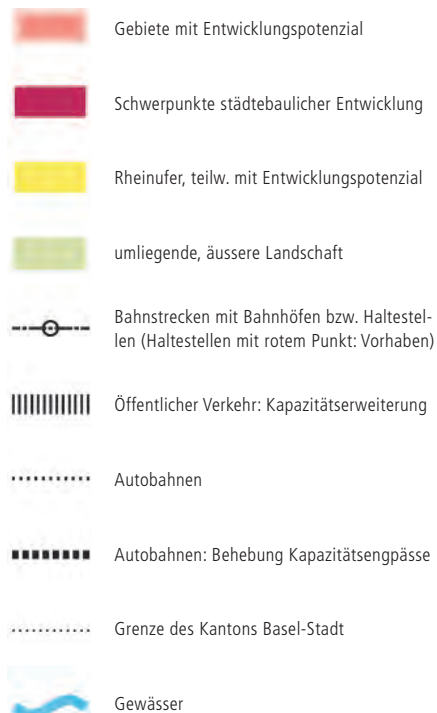 Gebiete mit Entwicklungspotenzial
Schwerpunkte städtebaulicher Entwicklung
Rheinufer, teilw. mit Entwicklungspotenzial
umliegende, äussere Landschaft
Bahnstrecken mit Bahnhöfen bzw. Haltestel-
len (Haltestellen mit rotem Punkt: Vorhaben)
Öffentlicher Verkehr: Kapazitätserweiterung
Autobahnen
Autobahnen: Behebung Kapazitätsengpässe
Grenze des Kantons Basel-Stadt
Gewässer